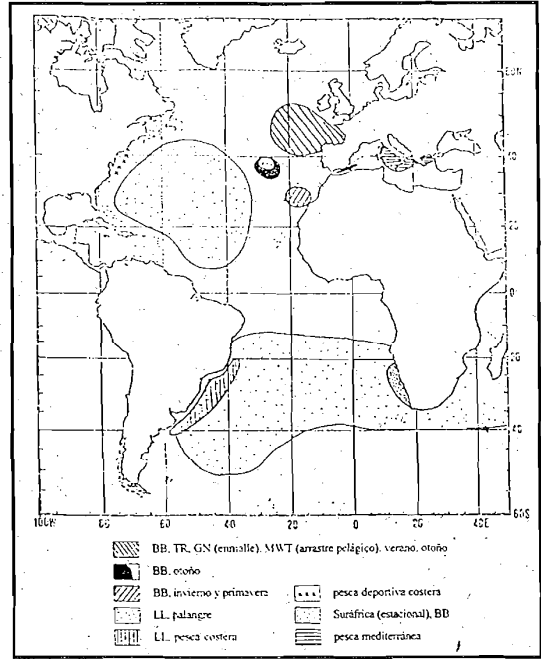 60N
40
20
0
20
40
60S
100W 80 60 40 20 0 20 40E
BB, TR, GN (enmalle), MWT (arrastre pelágico), verano, otoño
BB, otoño
BB, invierno y primavera
pesca deportiva costera
LL, palangre
Suráfrica (estacional), BB
LL, pesca costera
pesca mediterránea